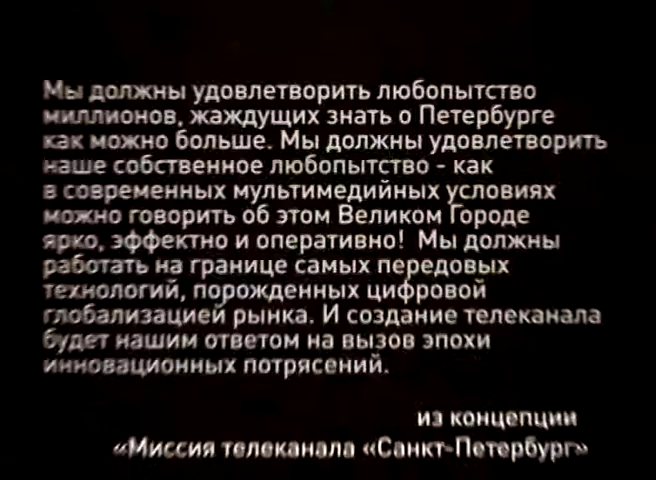 Мы должны удовлетворить любопытство
миллионов, жаждущих знать о Петербурге
как можно больше. Мы должны удовлетворить
наше собственное любопытство - как
в современных мультимедийных условиях
можно говорить об этом Великом Городе
ярко, эффектно и оперативно! Мы должны
работать на границе самых передовых
технологий, порожденных цифровой
глобализацией рынка. И создание телеканала
будет нашим ответом на вызов эпохи
инновационных потрясений.
из концепции
«Миссия телеканала «Санкт-Петербург»